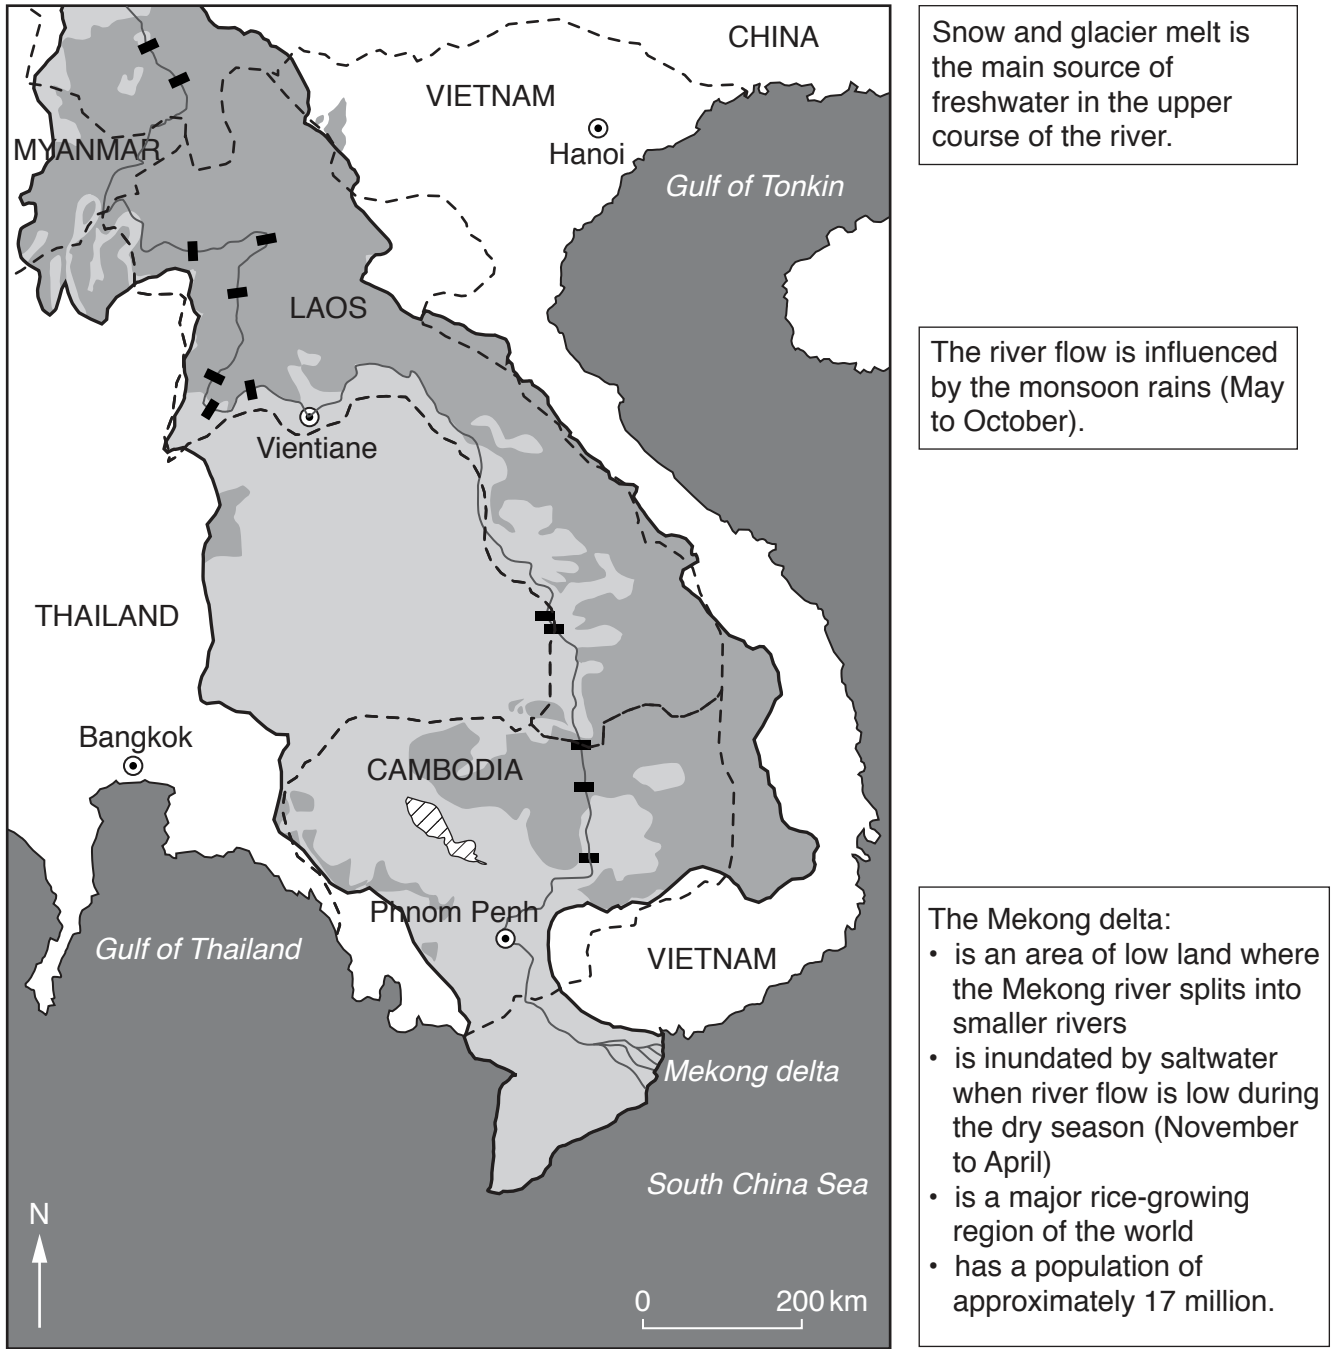 CHINA
VIETNAM
Hanoi
MYANMAR
Gulf of Tonkin
LAOS
Vientiane
THAILAND
Bangkok
CAMBODIA
Phnom Penh
Gulf of Thailand
VIETNAM
Mekong delta
South China Sea
N
0 200 km
Snow and glacier melt is
the main source of
freshwater in the upper
course of the river.
The river flow is influenced
by the monsoon rains (May
to October).
The Mekong delta:
• is an area of low land where
the Mekong river splits into
smaller rivers
• is inundated by saltwater
when river flow is low during
the dry season (November
to April)
• is a major rice-growing
region of the world
• has a population of
approximately 17 million.